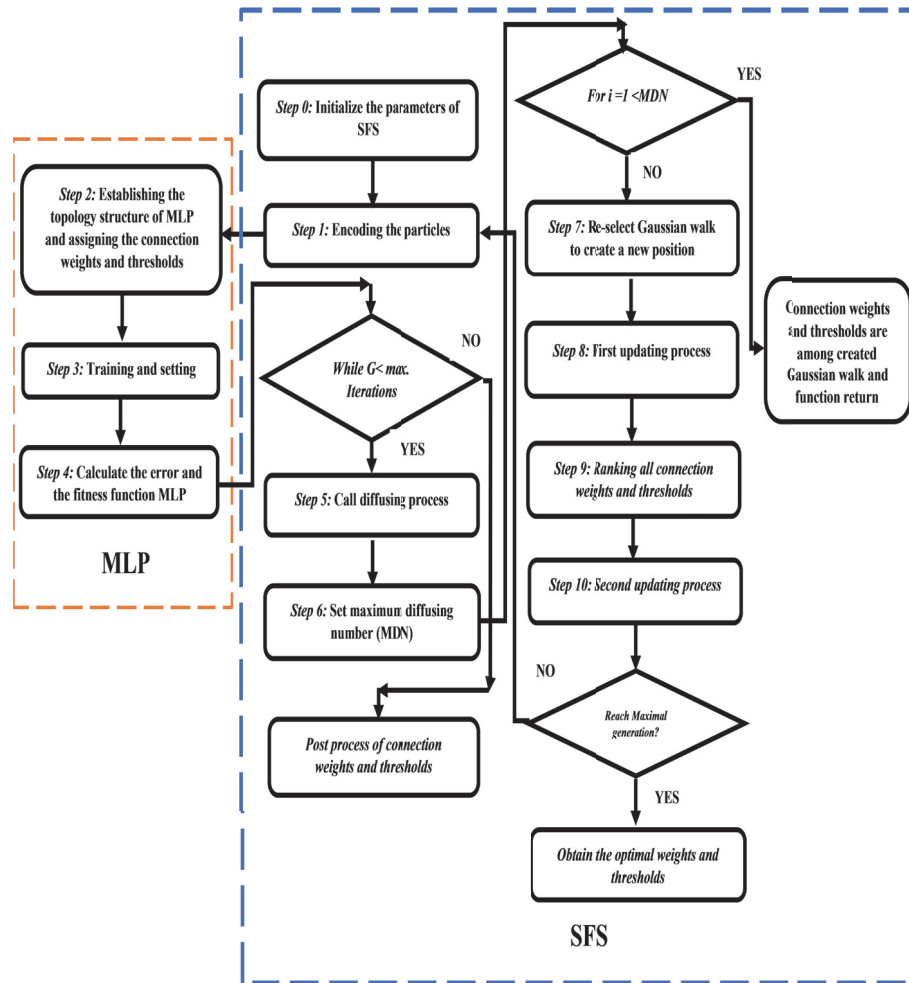 Step 0: Initialize the parameters of
SFS
Step 1: Encoding the particles
Step 2: Establishing the
topology structure of MLP
and assigning the connection
weights and thresholds
Step 3: Training and setting
Step 4: Calculate the error and
the fitness function MLP
MLP
While G< max.
Iterations
NO
YES
Step 5: Call diffusing process
Step 6: Set maximum diffusing
number (MDN)
Post process of connection
weights and thresholds
For i =1 <MDN
YES
NO
Connection weights
and thresholds are
among created
Gaussian walk and
function return
Step 7: Re-select Gaussian walk
to create a new position
Step 8: First updating process
Step 9: Ranking all connection
weights and thresholds
Step 10: Second updating process
NO
Reach Maximal
generation?
YES
Obtain the optimal weights and
thresholds
SFS